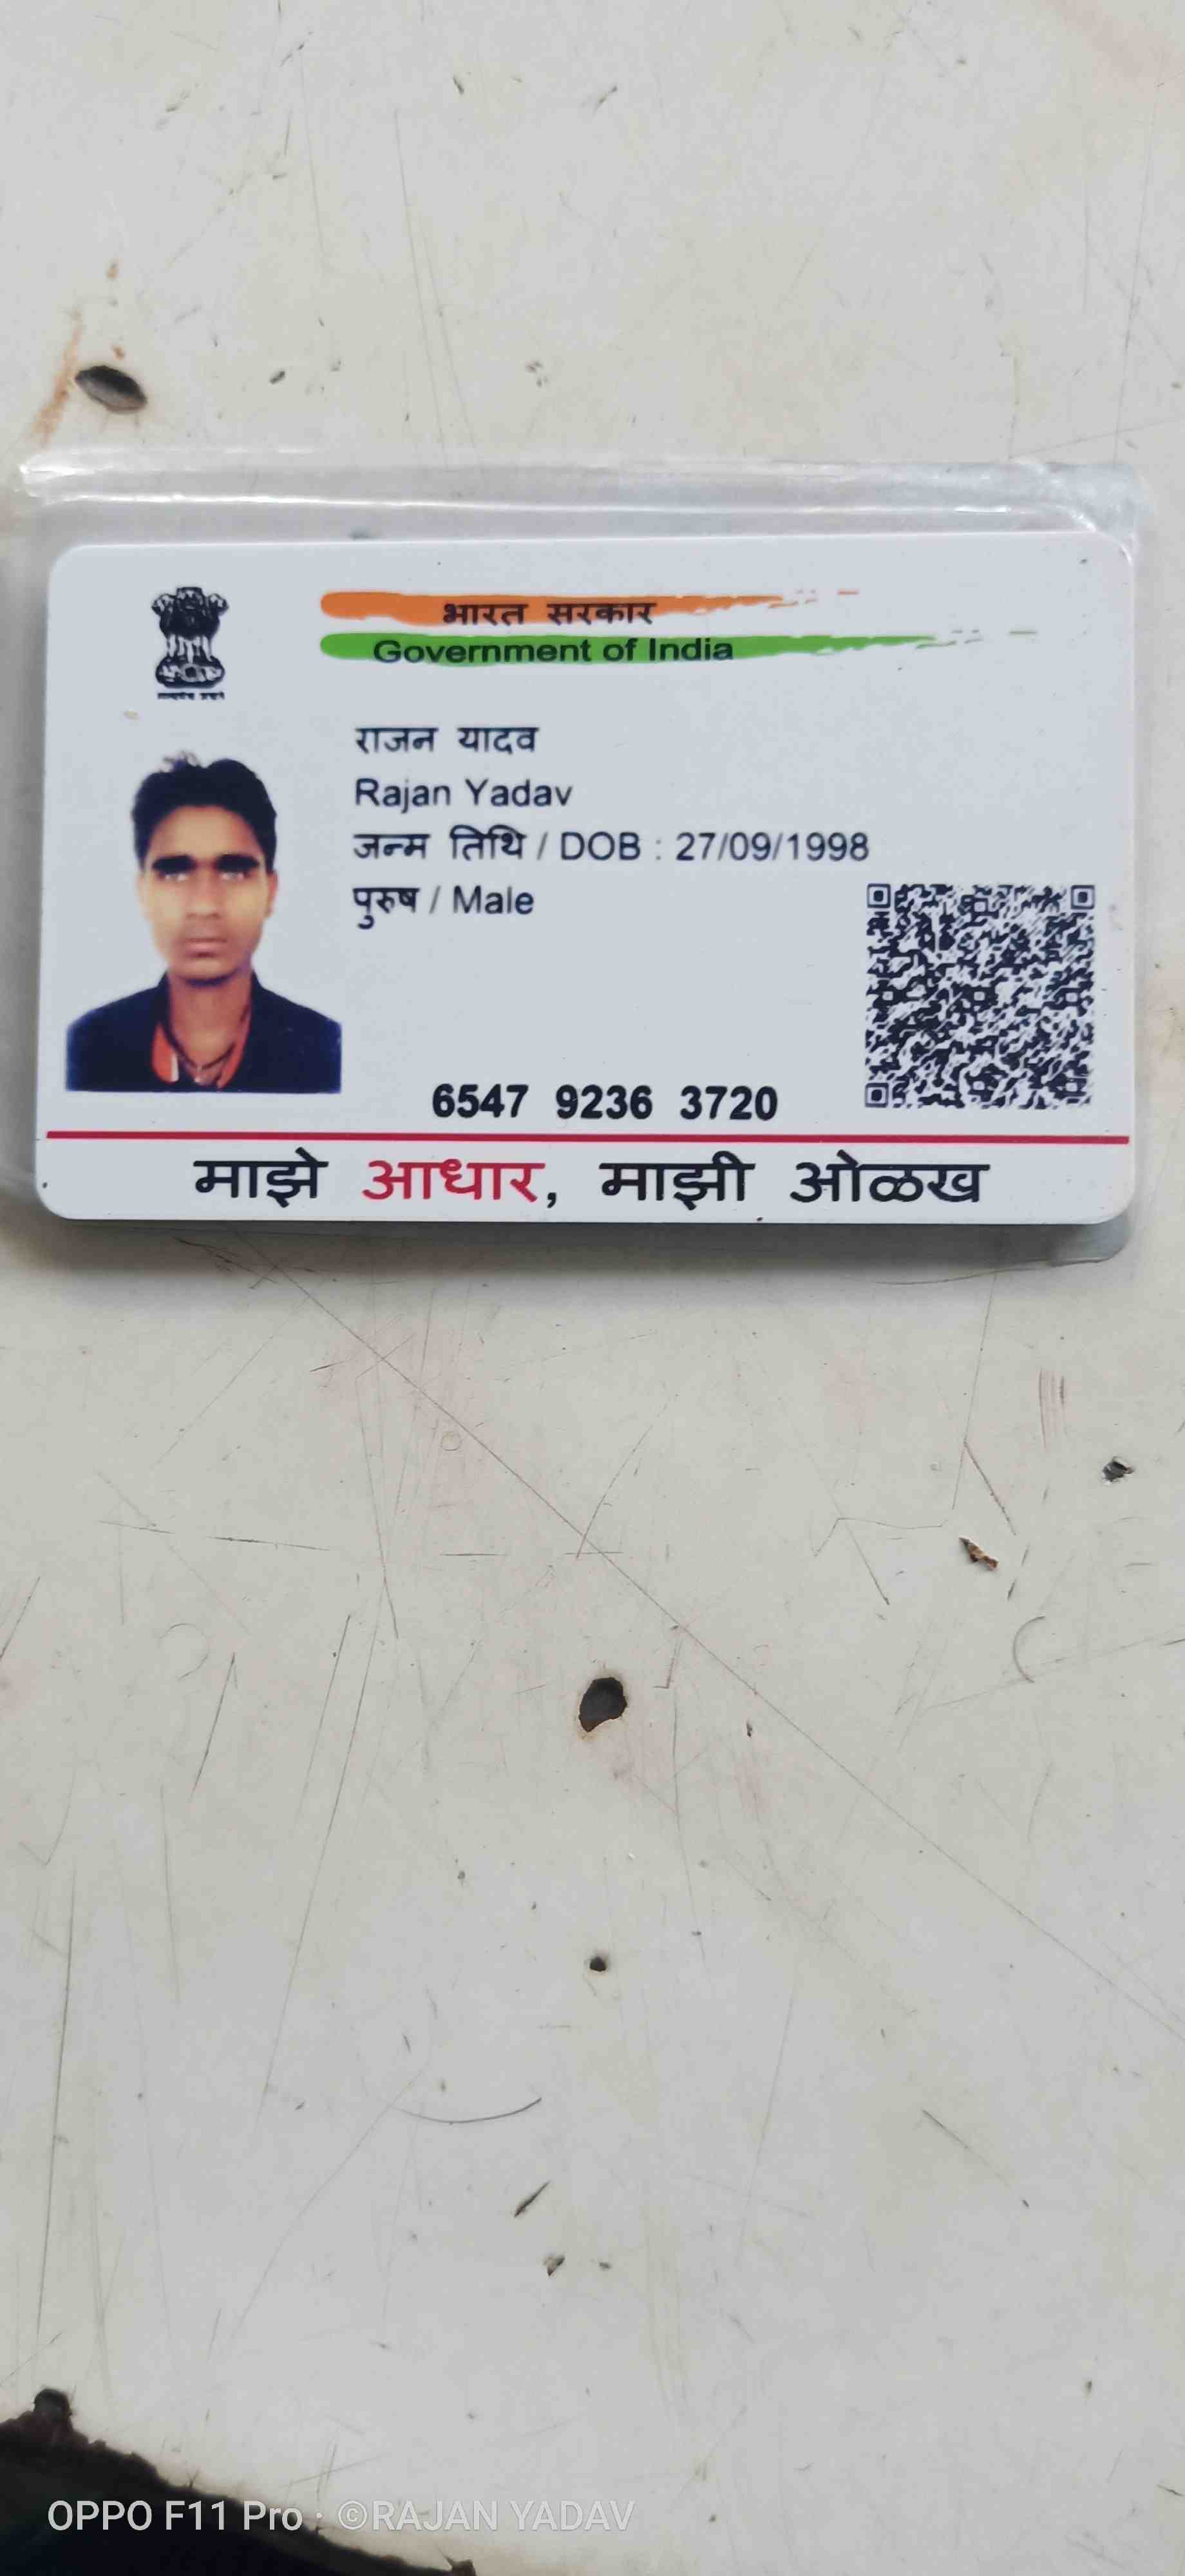 भारत सरकार
Government of India
राजन यादव
Rajan Yadav
जन्म तिथि / DOB : 27/09/1998
पुरुष / Male
6547 9236 3720
माझे आधार, माझी ओळख
OPPO F11 Pro · ©RAJAN YADAV